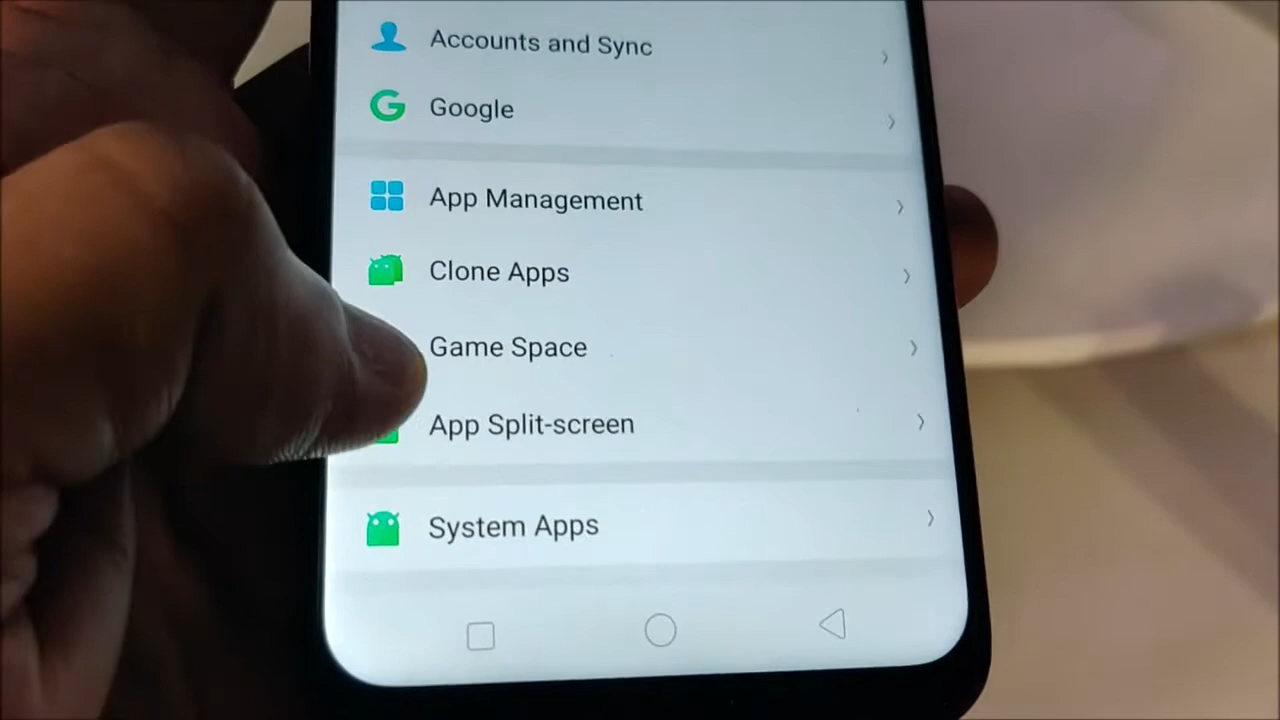 Accounts and Sync
Google
App Management
Clone Apps
Game Space
App Split-screen
System Apps